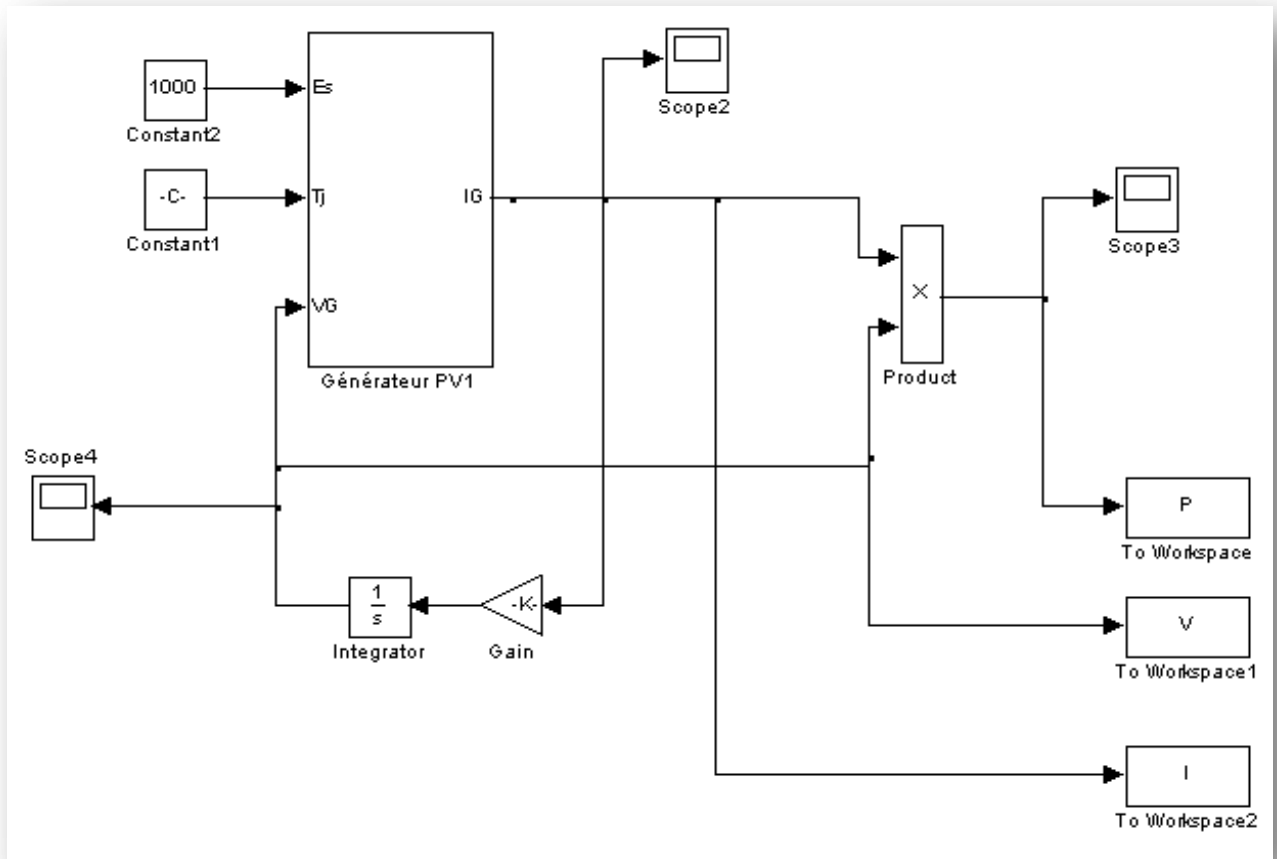 Scope2
1000
Es
Constant2
-C-
Tj
IG
Constant1
Scope3
VG
X
Générateur PV1
Product
Scope4
P
To Workspace
1
s
-K-
Integrator
Gain
V
To Workspace1
I
To Workspace2